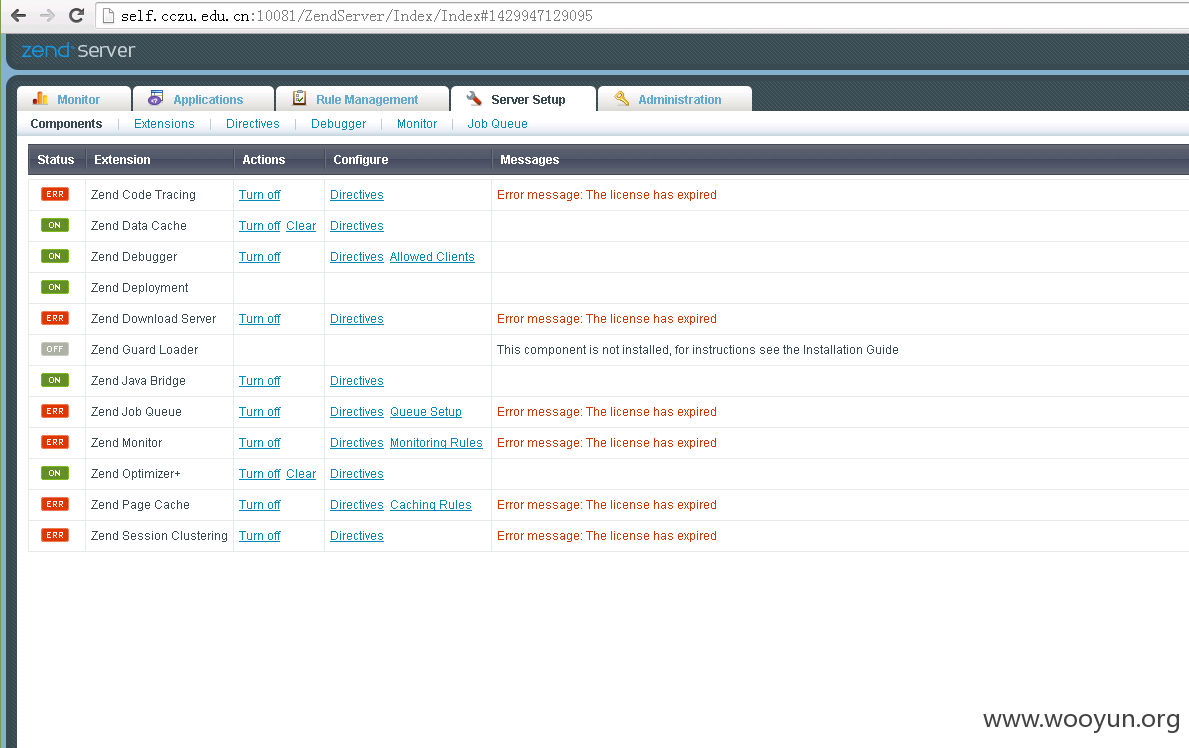 self.cczu.edu.cn:10081/ZendServer/Index/Index#1429947129095
zend server
Monitor Applications Rule Management Server Setup Administration
Components Extensions Directives Debugger Monitor Job Queue
Status Extension Actions Configure Messages
ERR Zend Code Tracing Turn off Directives Error message: The license has expired
ON Zend Data Cache Turn off Clear Directives
ON Zend Debugger Turn off Directives Allowed Clients
ON Zend Deployment
ERR Zend Download Server Turn off Directives Error message: The license has expired
OFF Zend Guard Loader This component is not installed, for instructions see the Installation Guide
ON Zend Java Bridge Turn off Directives
ERR Zend Job Queue Turn off Directives Queue Setup Error message: The license has expired
ERR Zend Monitor Turn off Directives Monitoring Rules Error message: The license has expired
ON Zend Optimizer+ Turn off Clear Directives
ERR Zend Page Cache Turn off Directives Caching Rules Error message: The license has expired
ERR Zend Session Clustering Turn off Directives Error message: The license has expired
www.wooyun.org